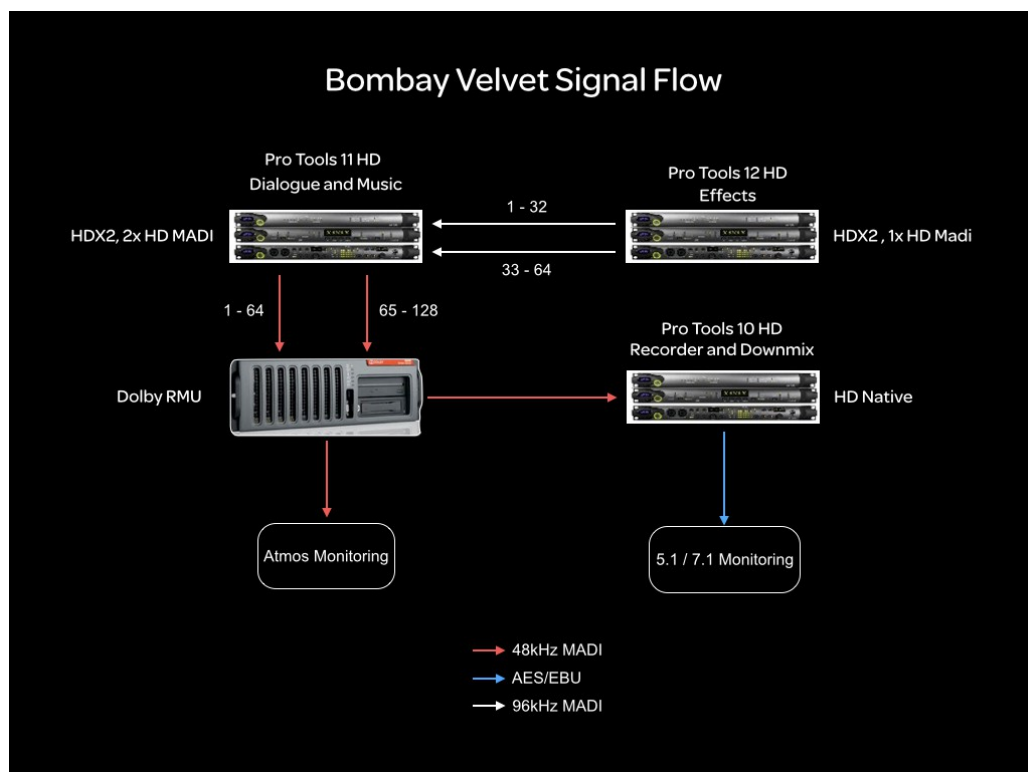 Bombay Velvet Signal Flow
Pro Tools 11 HD
Dialogue and Music
Pro Tools 12 HD
Effects
HDX2, 2x HD MADI
1 - 32
33 - 64
HDX2 , 1x HD Madi
1 - 64
65 - 128
Pro Tools 10 HD
Recorder and Downmix
Dolby RMU
HD Native
Atmos Monitoring
5.1 / 7.1 Monitoring
48kHz MADI
AES/EBU
96kHz MADI